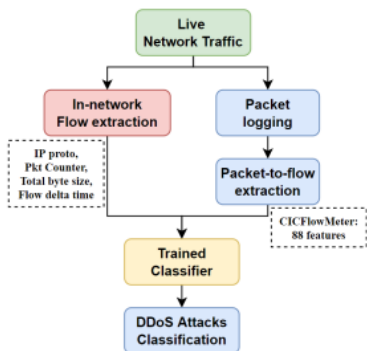 Live
Network Traffic
In-network
Flow extraction
Packet
logging
IP proto,
Pkt Counter,
Total byte size,
Flow delta time
Packet-to-flow
extraction
CICFlowMeter:
88 features
Trained
Classifier
DDoS Attacks
Classification